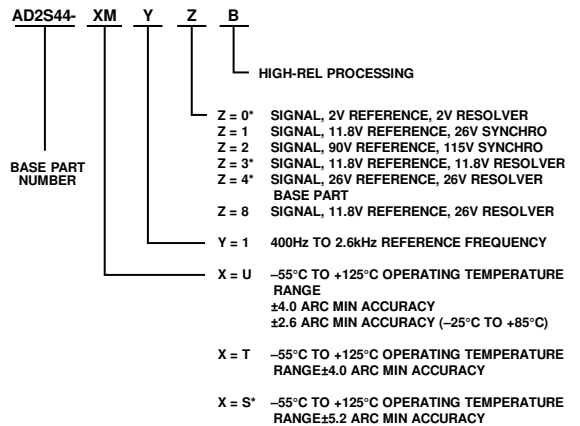 AD2S44- XM Y Z B
HIGH-REL PROCESSING
Z = 0* SIGNAL, 2V REFERENCE, 2V RESOLVER
Z = 1 SIGNAL, 11.8V REFERENCE, 26V SYNCHRO
Z = 2 SIGNAL, 90V REFERENCE, 115V SYNCHRO
Z = 3* SIGNAL, 11.8V REFERENCE, 11.8V RESOLVER
Z = 4* SIGNAL, 26V REFERENCE, 26V RESOLVER
BASE PART
Z = 8 SIGNAL, 11.8V REFERENCE, 26V RESOLVER
BASE PART
NUMBER
Y = 1 400Hz TO 2.6kHz REFERENCE FREQUENCY
X = U –55°C TO +125°C OPERATING TEMPERATURE
RANGE
±4.0 ARC MIN ACCURACY
±2.6 ARC MIN ACCURACY (–25°C TO +85°C)
X = T –55°C TO +125°C OPERATING TEMPERATURE
RANGE±4.0 ARC MIN ACCURACY
X = S* –55°C TO +125°C OPERATING TEMPERATURE
RANGE±5.2 ARC MIN ACCURACY